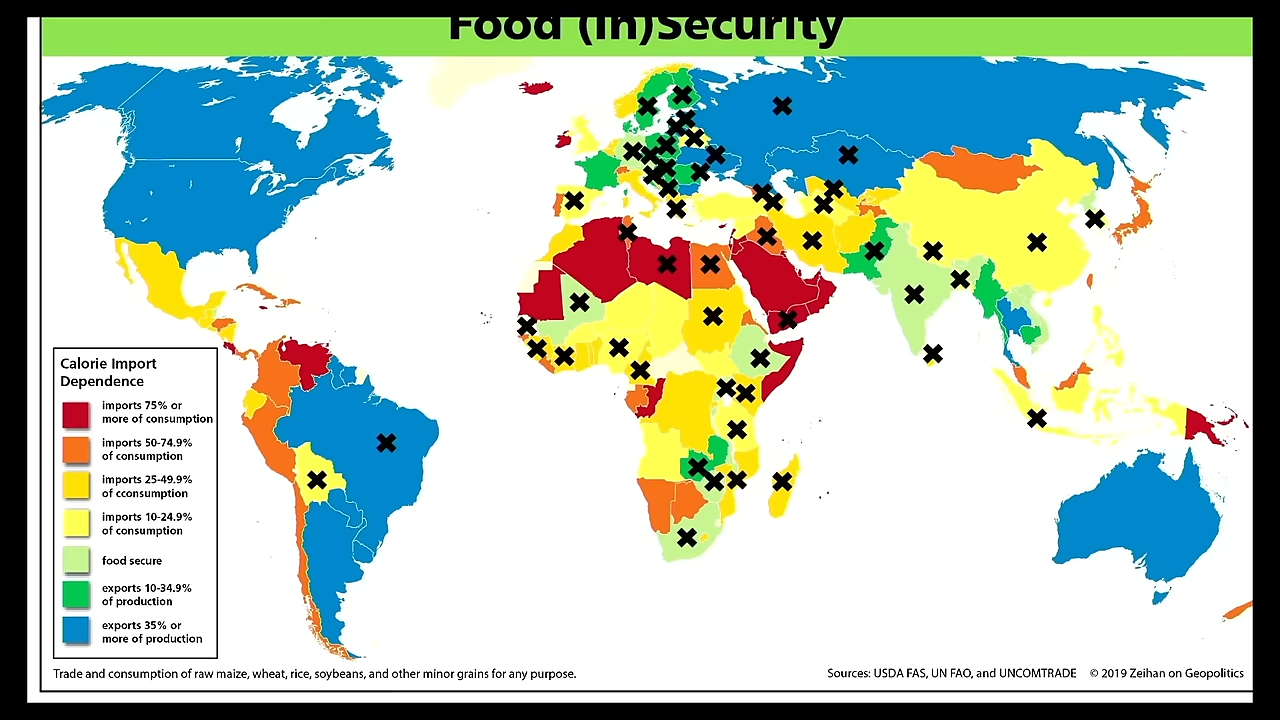 Food (In)Security
Calorie Import
Dependence
imports 75% or
more of consumption
imports 50-74.9%
of consumption
imports 25-49.9%
of cconsumption
imports 10-24.9%
of consumption
food secure
exports 10-34.9%
of production
exports 35% or
more of production
Trade and consumption of raw maize, wheat, rice, soybeans, and other minor grains for any purpose.
Sources: USDA FAS, UN FAO, and UNCOMTRADE © 2019 Zeihan on Geopolitics